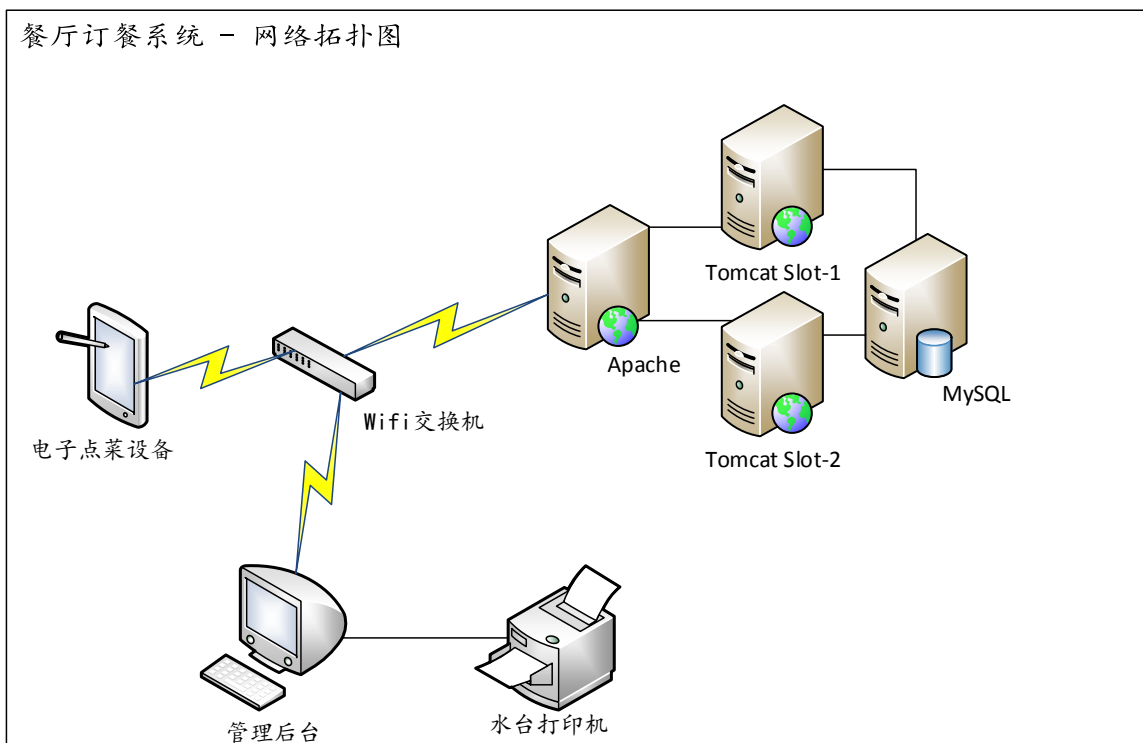 餐厅订餐系统 - 网络拓扑图
Tomcat Slot-1
Apache
MySQL
Wifi交换机
电子点菜设备
Tomcat Slot-2
管理后台
水台打印机